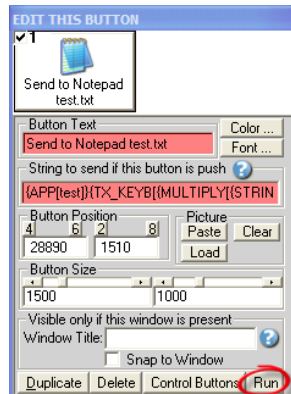 EDIT THIS BUTTON
1
Send to Notepad
test.txt
Button Text
Color ...
Send to Notepad test.txt
Font ...
String to send if this button is push
{APP[test]}{TX_KEYB[{MULTIPLY[{STRIN
Button Position
Picture
4 6 2 8
Paste Clear
28890 1510
Load
Button Size
1500 1000
Visible only if this window is present
Window Title:
Snap to Window
Duplicate Delete Control Buttons Run